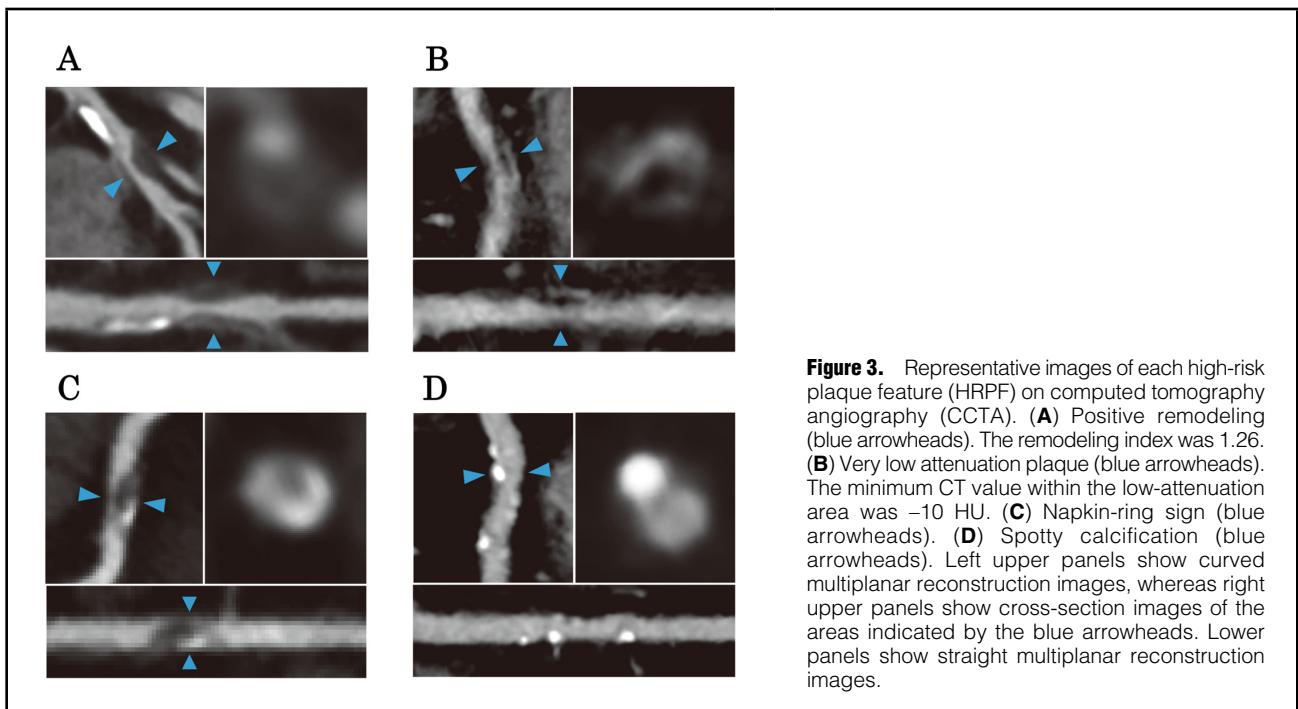 A
B
C
D
Figure 3. Representative images of each high-risk
plaque feature (HRPF) on computed tomography
angiography (CCTA). (A) Positive remodeling
(blue arrowheads). The remodeling index was 1.26.
(B) Very low attenuation plaque (blue arrowheads).
The minimum CT value within the low-attenuation
area was –10 HU. (C) Napkin-ring sign (blue
arrowheads). (D) Spotty calcification (blue
arrowheads). Left upper panels show curved
multiplanar reconstruction images, whereas right
upper panels show cross-section images of the
areas indicated by the blue arrowheads. Lower
panels show straight multiplanar reconstruction
images.